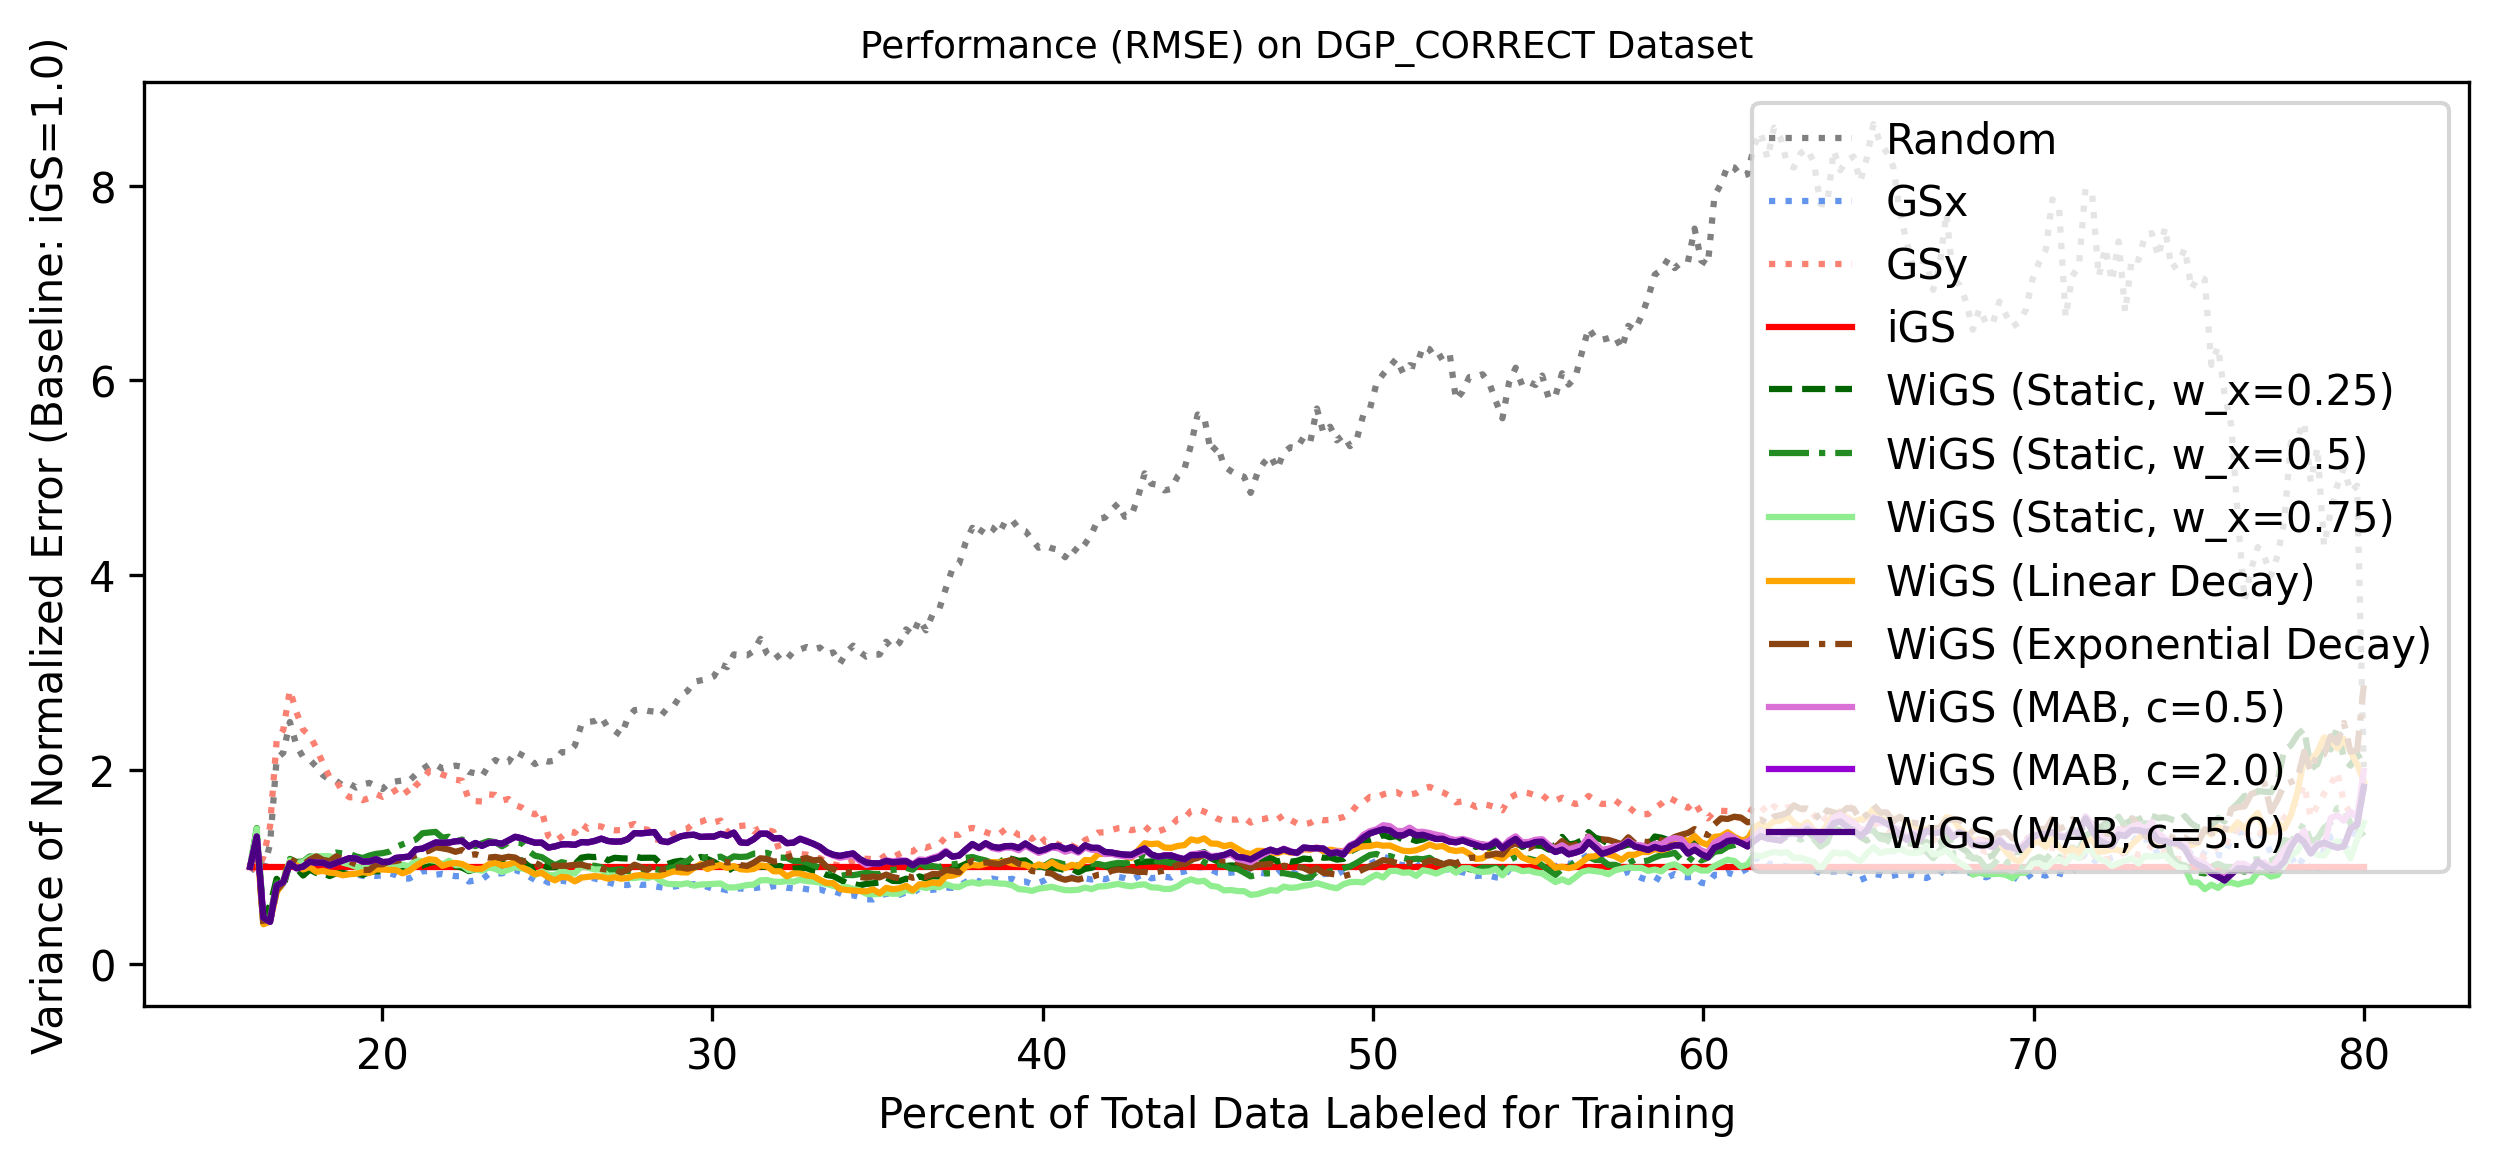 Performance (RMSE) on DGP_CORRECT Dataset
Variance of Normalized Error (Baseline: iGS=1.0)
8
6
4
2
0
Random
GSx
GSy
iGS
WiGS (Static, w_x=0.25)
WiGS (Static, w_x=0.5)
WiGS (Static, w_x=0.75)
WiGS (Linear Decay)
WiGS (Exponential Decay)
WiGS (MAB, c=0.5)
WiGS (MAB, c=2.0)
WiGS (MAB, c=5.0)
20 30 40 50 60 70 80
Percent of Total Data Labeled for Training